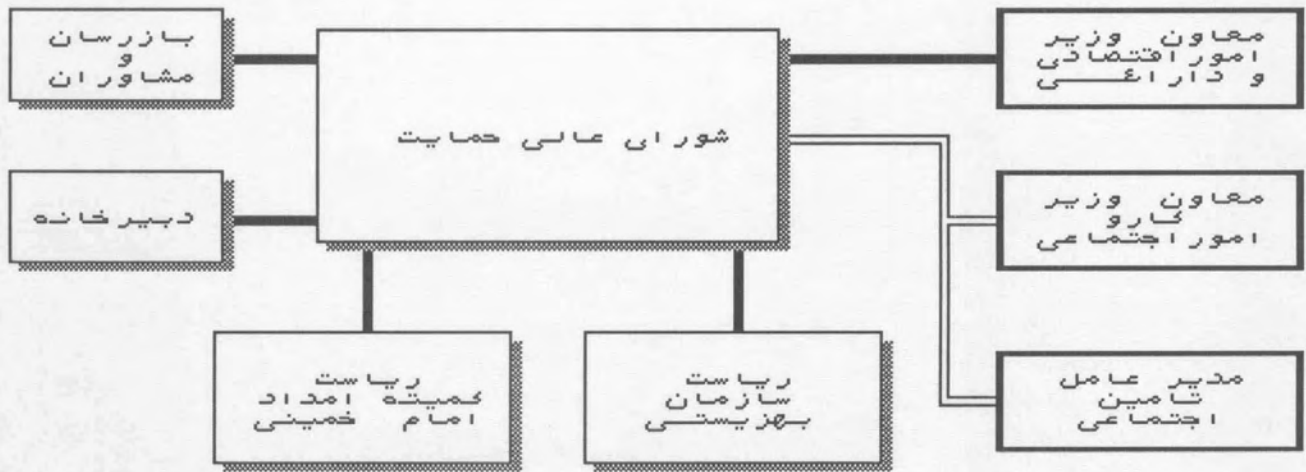 معاون وزیر
امور اقتصادی
و دارائی
شورای عالی حمایت
بازرسان
و
مشاوران
معاون وزیر
کار و
امور اجتماعی
دبیرخانه
مدیر عامل
تامین
اجتماعی
ریاست
سازمان
بهزیستی
ریاست
کمیته امداد
امام خمینی